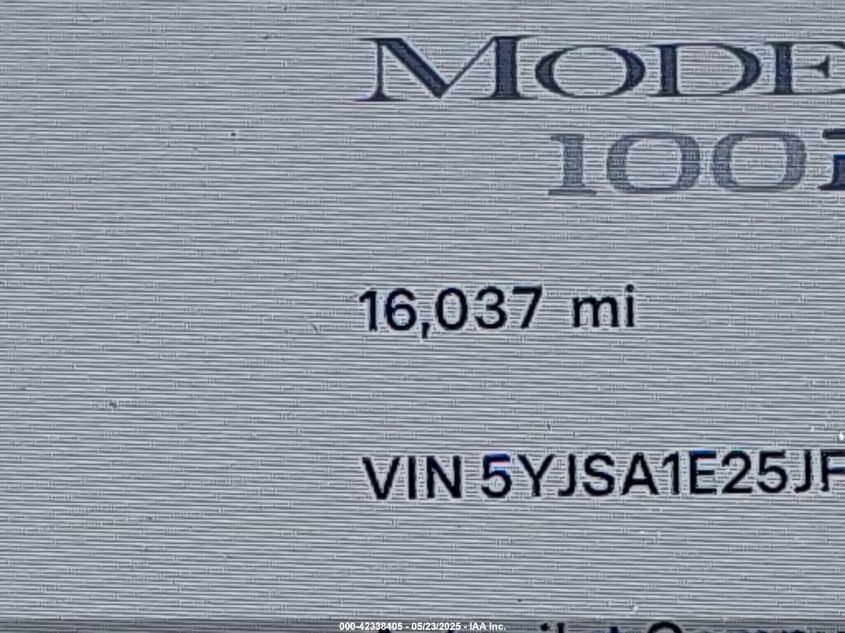 MODE
100
16,037 mi
VIN 5YJSA1E25JF
000-42338405 - 05/23/2025 - IAA Inc.